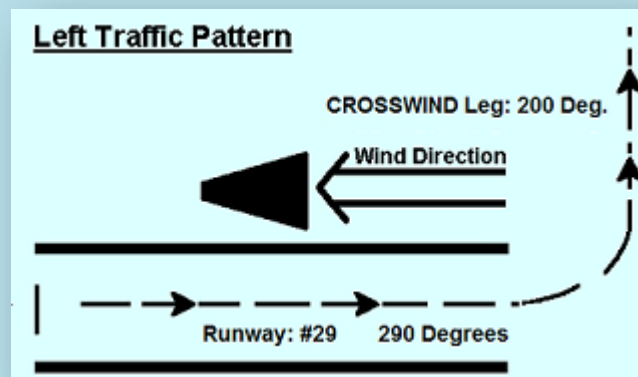 Left Traffic Pattern
CROSSWIND Leg: 200 Deg.
Wind Direction
Runway: #29 290 Degrees